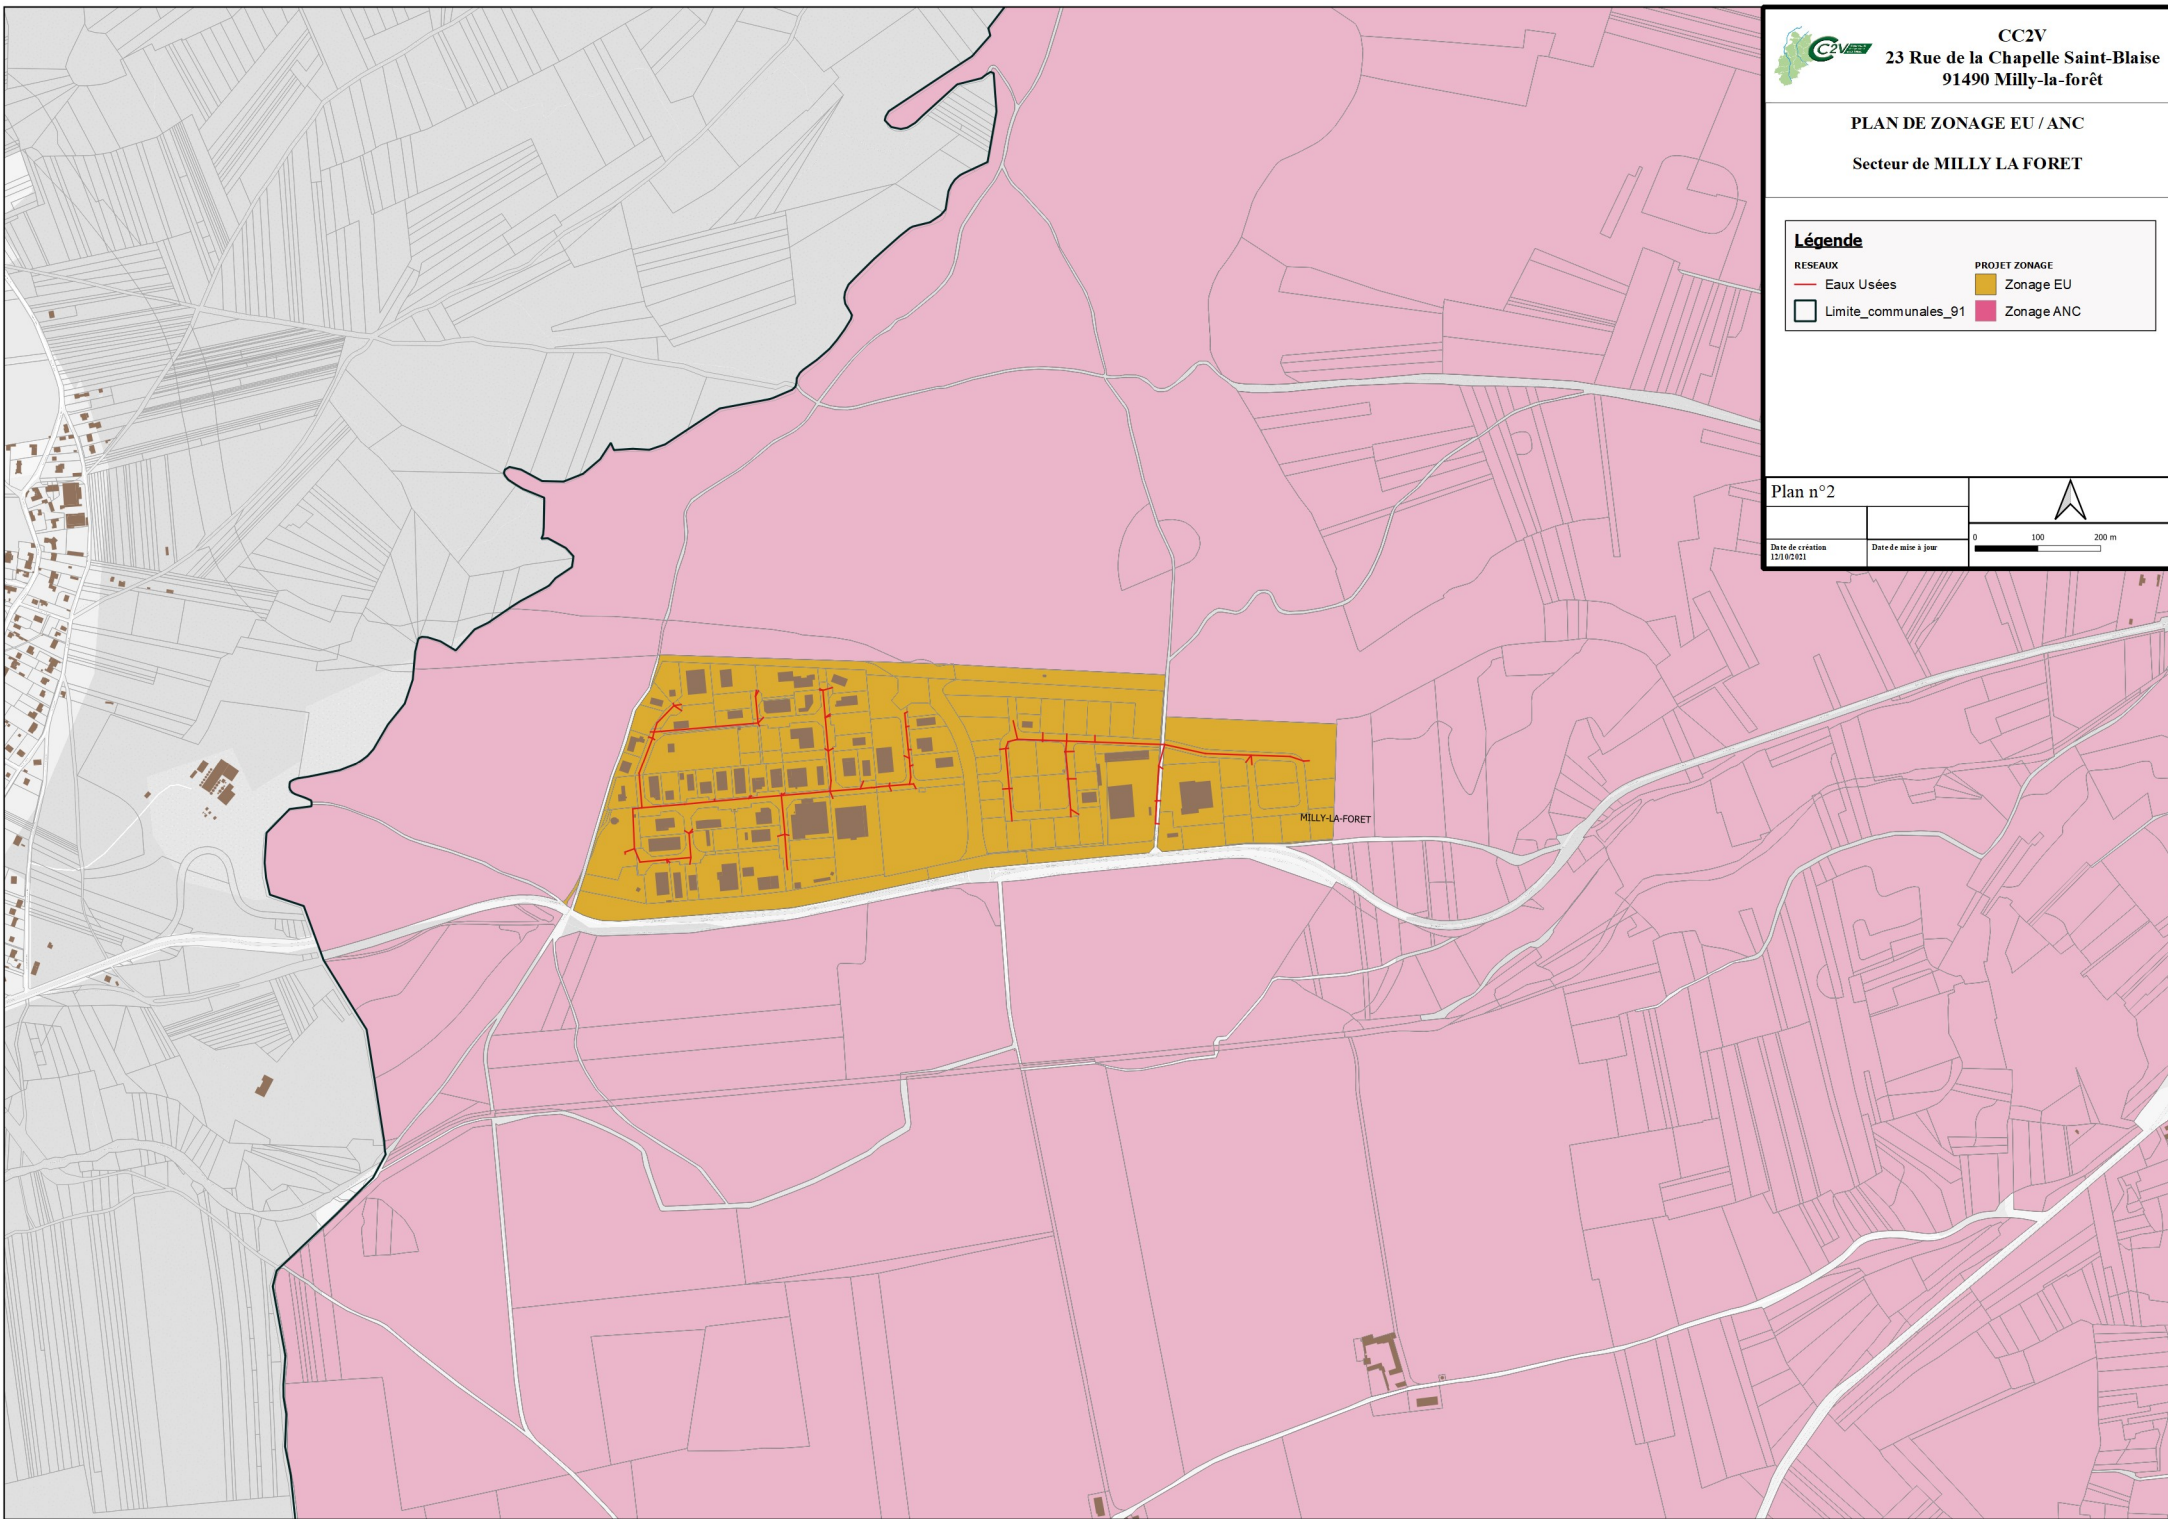 C2V
CC2V
23 Rue de la Chapelle Saint-Blaise
91490 Milly-la-forêt
PLAN DE ZONAGE EU / ANC
Secteur de MILLY LA FORET
Légende
RESEAUX
Eaux Usées
Limite_communales_91
PROJET ZONAGE
Zonage EU
Zonage ANC
Plan n°2
Date de création
12/10/2021
Date de mise à jour
0 100 200 m
MILLY-LA-FORET